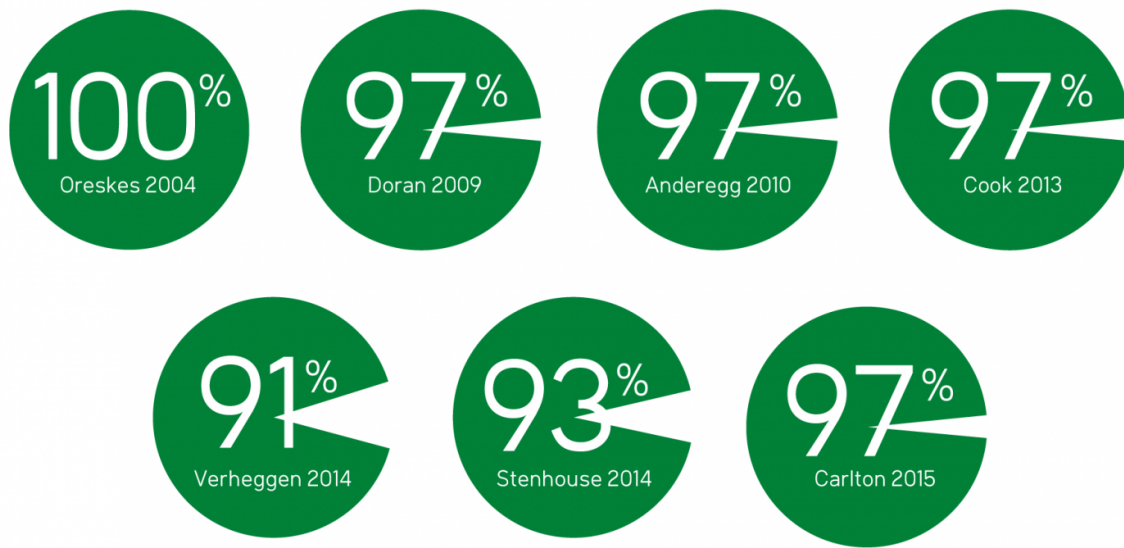 100%
Oreskes 2004
97%
Doran 2009
97%
Anderegg 2010
97%
Cook 2013
91%
Verheggen 2014
93%
Stenhouse 2014
97%
Carlton 2015